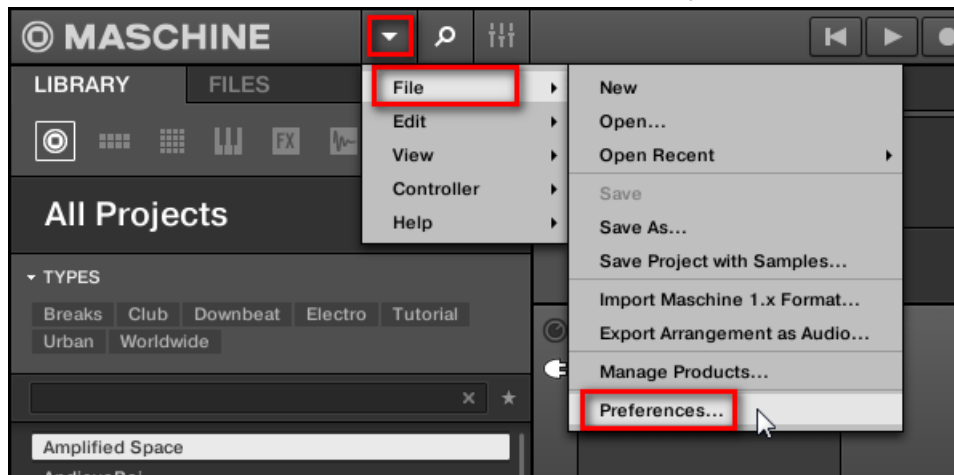 MASCHINE
LIBRARY FILES
FX
All Projects
TYPES
Breaks Club Downbeat Electro Tutorial
Urban Worldwide
Amplified Space
File
Edit
View
Controller
Help
New
Open...
Open Recent
Save
Save As...
Save Project with Samples...
Import Maschine 1.x Format...
Export Arrangement as Audio...
Manage Products...
Preferences...